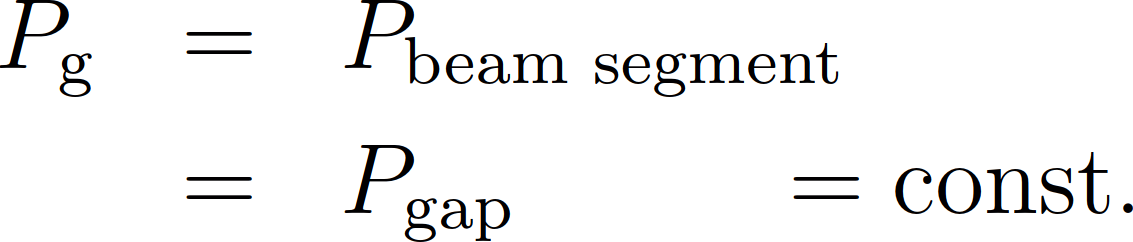 P_g = P_beam segment
= P_gap = const.